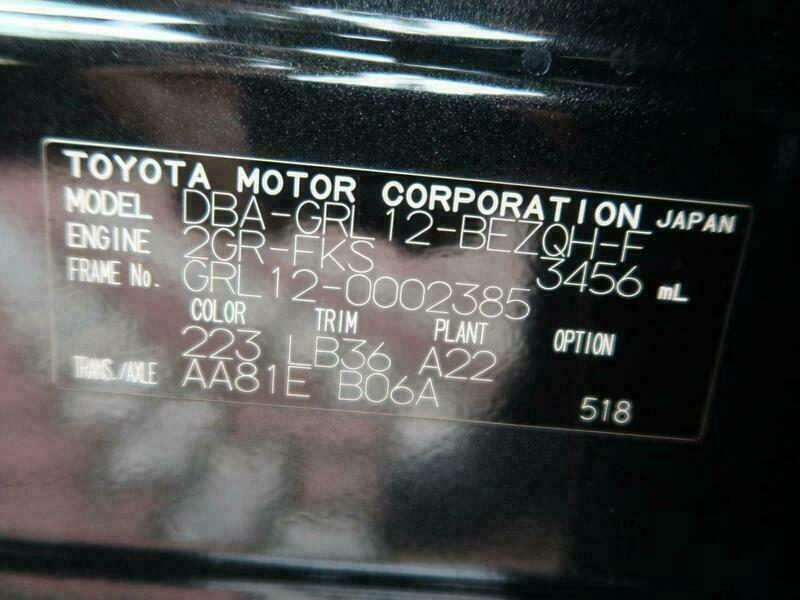 TOYOTA MOTOR CORPORATION JAPAN
MODEL DBA-GRL12-BEZQH-F
ENGINE 2GR-FKS 3456 mL
FRAME No. GRL12-0002385
COLOR TRIM PLANT OPTION
223 LB36 A22
TRANS./AXLE AA81E B06A
518